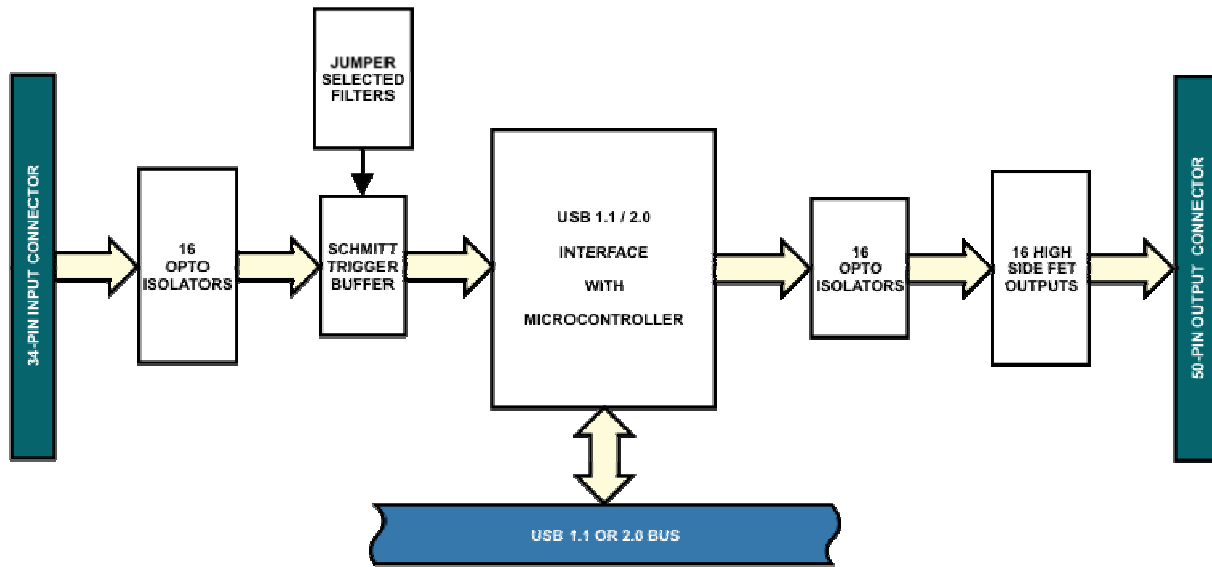 JUMPER
SELECTED
FILTERS
34-PIN INPUT CONNECTOR
16
OPTO
ISOLATORS
SCHMITT
TRIGGER
BUFFER
USB 1.1 / 2.0
INTERFACE
WITH
MICROCONTROLLER
16
OPTO
ISOLATORS
16 HIGH
SIDE FET
OUTPUTS
50-PIN OUTPUT CONNECTOR
USB 1.1 OR 2.0 BUS